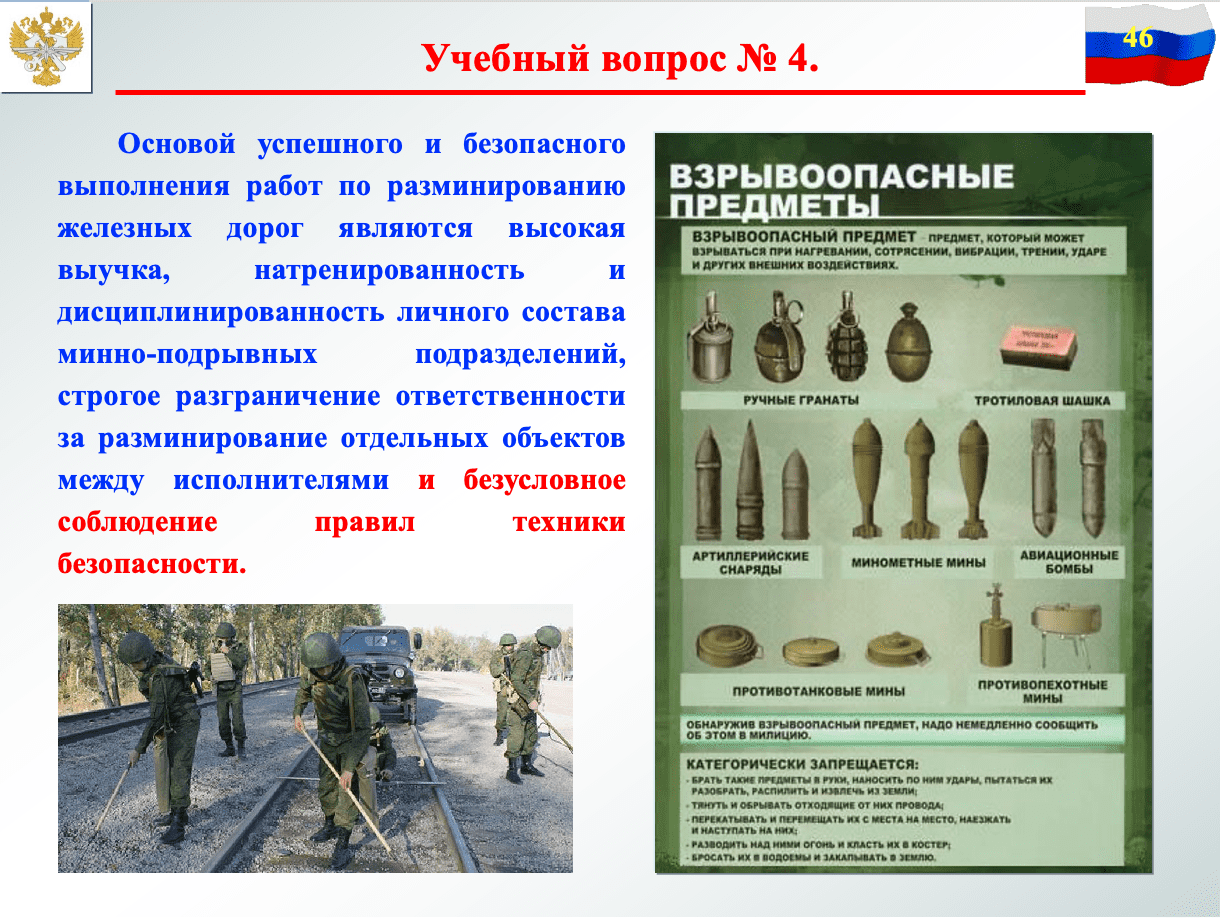 46
Учебный вопрос № 4.
Основой успешного и безопасного
выполнения работ по разминированию
железных дорог являются высокая
выучка, натренированность и
дисциплинированность личного состава
минно-подрывных подразделений,
строгое разграничение ответственности
за разминирование отдельных объектов
между исполнителями и безусловное
соблюдение правил техники
безопасности.
ВЗРЫВООПАСНЫЕ
ПРЕДМЕТЫ
ВЗРЫВООПАСНЫЙ ПРЕДМЕТ - ПРЕДМЕТ, КОТОРЫЙ МОЖЕТ
ВЗРЫВАТЬСЯ ПРИ НАГРЕВАНИИ, СОТРЯСЕНИИ, ВИБРАЦИИ, ТРЕНИИ, УДАРЕ
И ДРУГИХ ВНЕШНИХ ВОЗДЕЙСТВИЯХ.
ТРОТИЛОВАЯ
ШАШКА
РУЧНЫЕ ГРАНАТЫ
ТРОТИЛОВАЯ ШАШКА
АРТИЛЛЕРИЙСКИЕ
СНАРЯДЫ
МИНОМЕТНЫЕ МИНЫ
АВИАЦИОННЫЕ
БОМБЫ
ПРОТИВОТАНКОВЫЕ МИНЫ
ПРОТИВОПЕХОТНЫЕ
МИНЫ
ОБНАРУЖИВ ВЗРЫВООПАСНЫЙ ПРЕДМЕТ, НАДО НЕМЕДЛЕННО СООБЩИТЬ
ОБ ЭТОМ В МИЛИЦИЮ.
КАТЕГОРИЧЕСКИ ЗАПРЕЩАЕТСЯ:
- БРАТЬ ТАКИЕ ПРЕДМЕТЫ В РУКИ, НАНОСИТЬ ПО НИМ УДАРЫ, ПЫТАТЬСЯ ИХ
РАЗОБРАТЬ, РАСПИЛИТЬ И ИЗВЛЕЧЬ ИЗ ЗЕМЛИ;
- ТЯНУТЬ И ОБРЫВАТЬ ОТХОДЯЩИЕ ОТ НИХ ПРОВОДА;
- ПЕРЕКАТЫВАТЬ И ПЕРЕМЕЩАТЬ ИХ С МЕСТА НА МЕСТО, НАЕЗЖАТЬ
И НАСТУПАТЬ НА НИХ;
- РАЗВОДИТЬ НАД НИМИ ОГОНЬ И КЛАСТЬ ИХ В КОСТЕР;
- БРОСАТЬ ИХ В ВОДОЕМЫ И ЗАКАПЫВАТЬ В ЗЕМЛЮ.